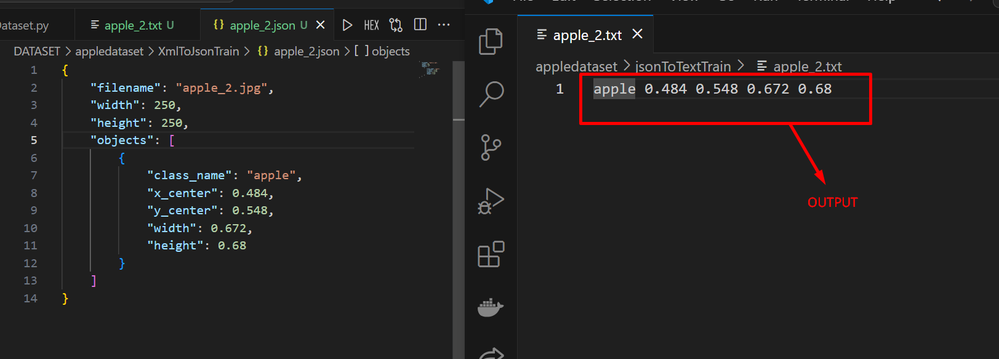 ataset.py
apple_2.txt U
{} apple_2.json U
HEX
DATASET > appledataset > XmlToJsonTrain > {} apple_2.json > [ ] objects
1 {
2 "filename": "apple_2.jpg",
3 "width": 250,
4 "height": 250,
5 "objects": [
6 {
7 "class_name": "apple",
8 "x_center": 0.484,
9 "y_center": 0.548,
10 "width": 0.672,
11 "height": 0.68
12 }
13 ]
14 }
apple_2.txt
appledataset > jsonToTextTrain > apple_2.txt
1 apple 0.484 0.548 0.672 0.68
OUTPUT